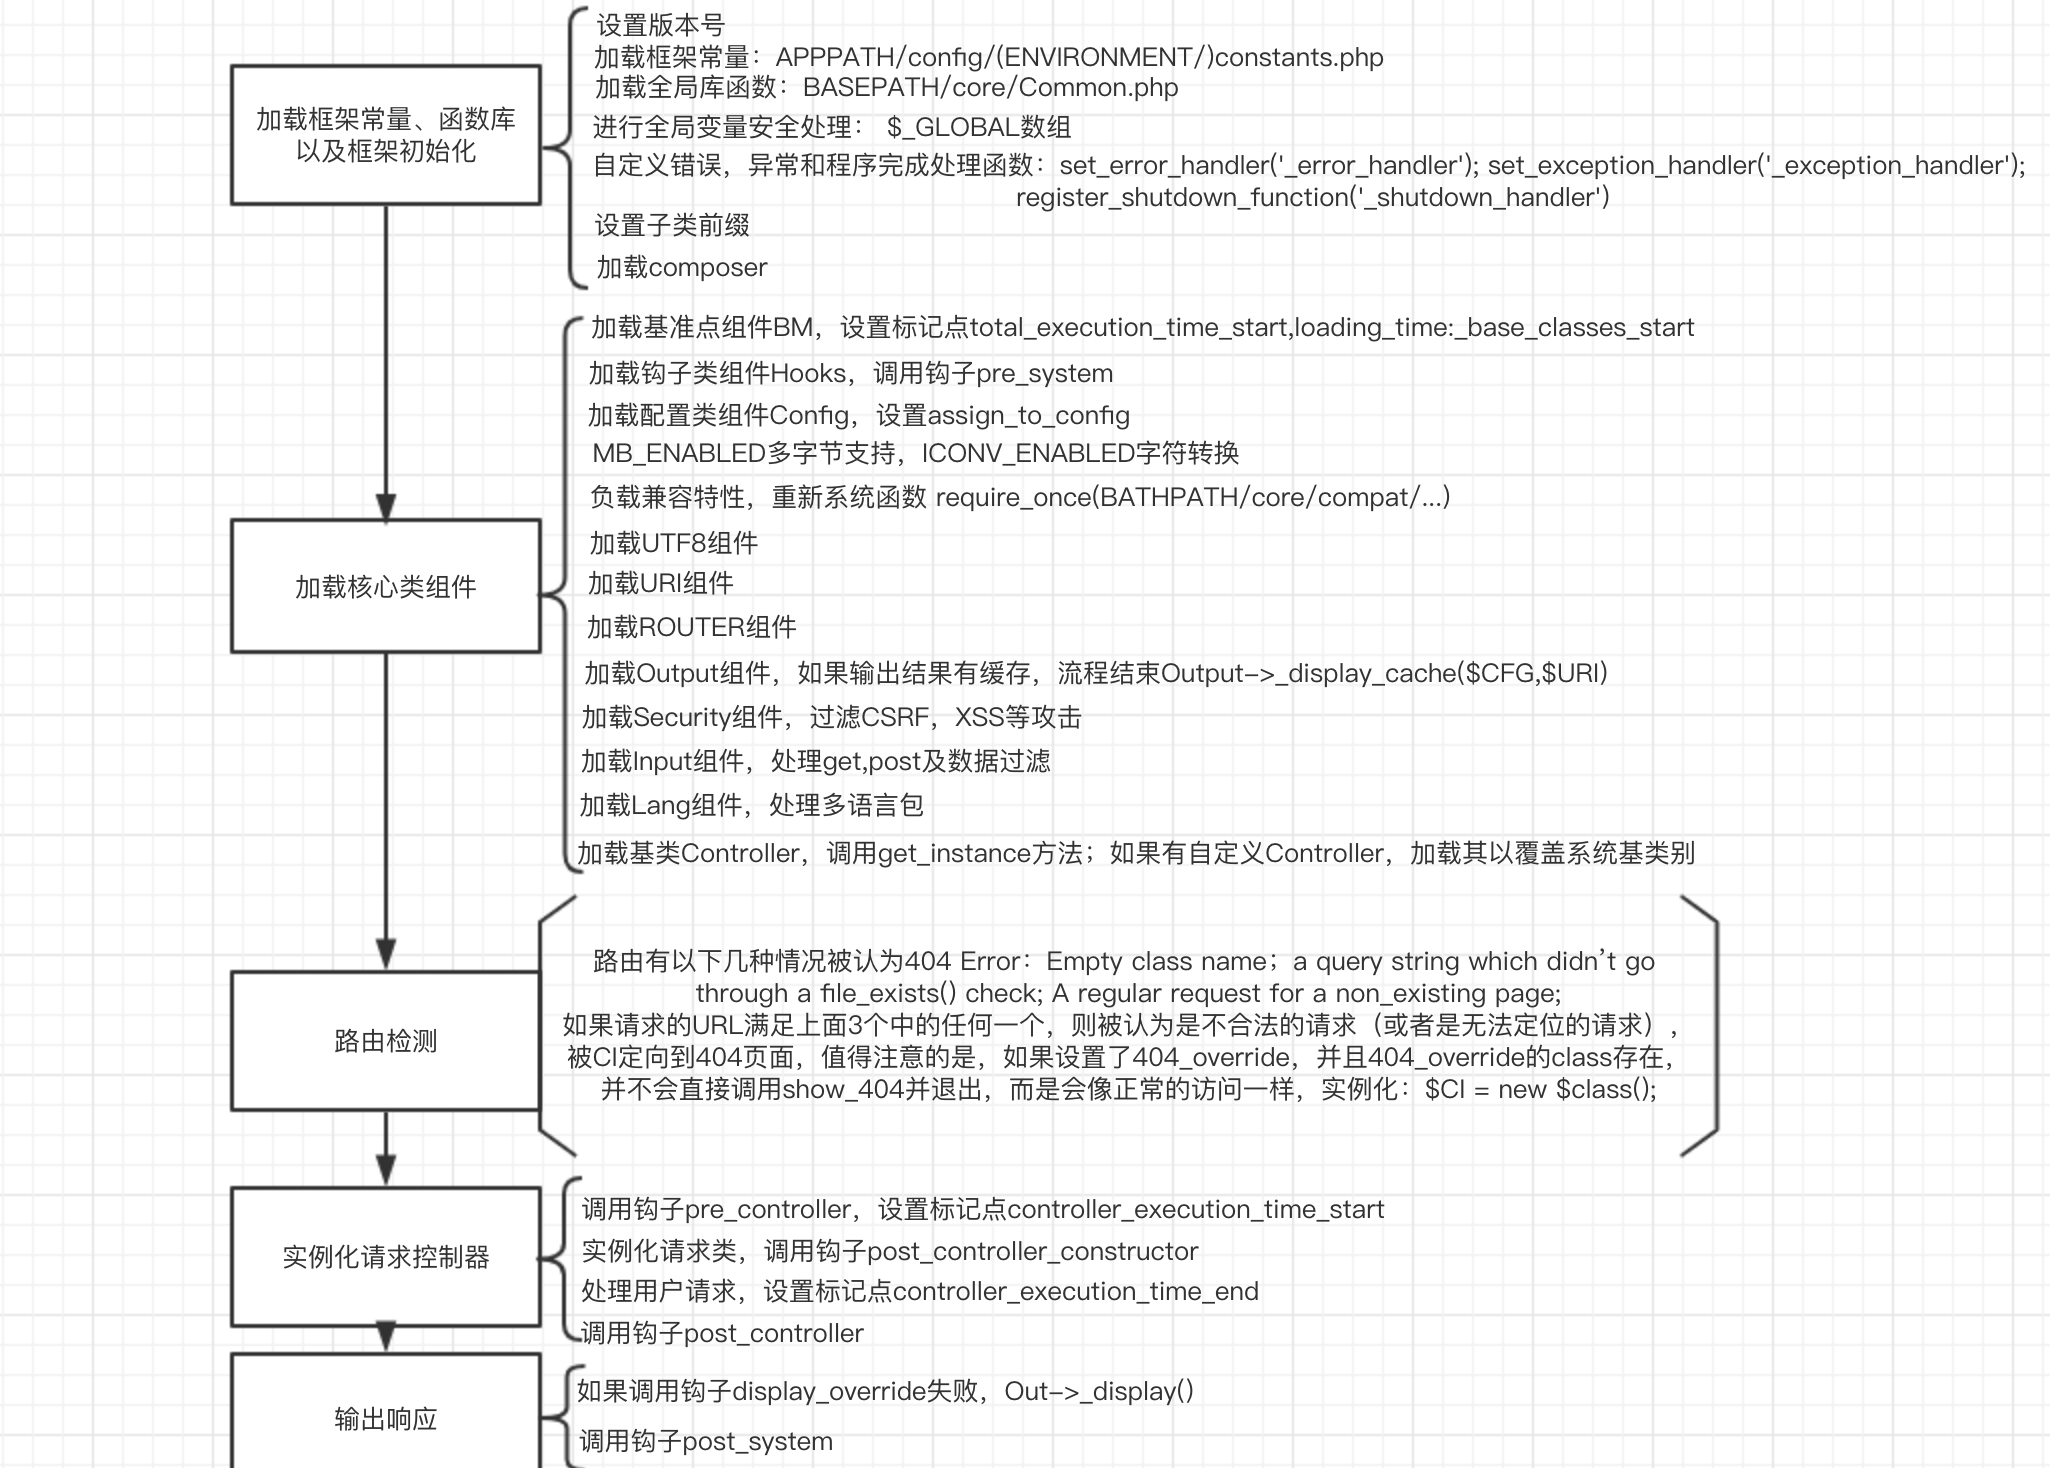 设置版本号
加载框架常量：APPPATH/config/(ENVIRONMENT/)constants.php
加载全局库函数：BASEPATH/core/Common.php
加载框架常量、函数库
以及框架初始化
进行全局变量安全处理： $_GLOBAL数组
自定义错误，异常和程序完成处理函数：set_error_handler('_error_handler'); set_exception_handler('_exception_handler');
register_shutdown_function('_shutdown_handler')
设置子类前缀
加载composer
加载核心类组件
加载基准点组件BM，设置标记点total_execution_time_start,loading_time:_base_classes_start
加载钩子类组件Hooks，调用钩子pre_system
加载配置类组件Config，设置assign_to_config
MB_ENABLED多字节支持，ICONV_ENABLED字符转换
负载兼容特性，重新系统函数 require_once(BATHPATH/core/compat/...)
加载UTF8组件
加载URI组件
加载ROUTER组件
加载Output组件，如果输出结果有缓存，流程结束Output->_display_cache($CFG,$URI)
加载Security组件，过滤CSRF，XSS等攻击
加载Input组件，处理get,post及数据过滤
加载Lang组件，处理多语言包
加载基类Controller，调用get_instance方法；如果有自定义Controller，加载其以覆盖系统基类别
路由检测
路由有以下几种情况被认为404 Error：Empty class name；a query string which didn’t go
through a file_exists() check; A regular request for a non_existing page;
如果请求的URL满足上面3个中的任何一个，则被认为是不合法的请求（或者是无法定位的请求），
被CI定向到404页面，值得注意的是，如果设置了404_override，并且404_override的class存在，
并不会直接调用show_404并退出，而是会像正常的访问一样，实例化：$CI = new $class();
实例化请求控制器
调用钩子pre_controller，设置标记点controller_execution_time_start
实例化请求类，调用钩子post_controller_constructor
处理用户请求，设置标记点controller_execution_time_end
调用钩子post_controller
输出响应
如果调用钩子display_override失败，Out->_display()
调用钩子post_system